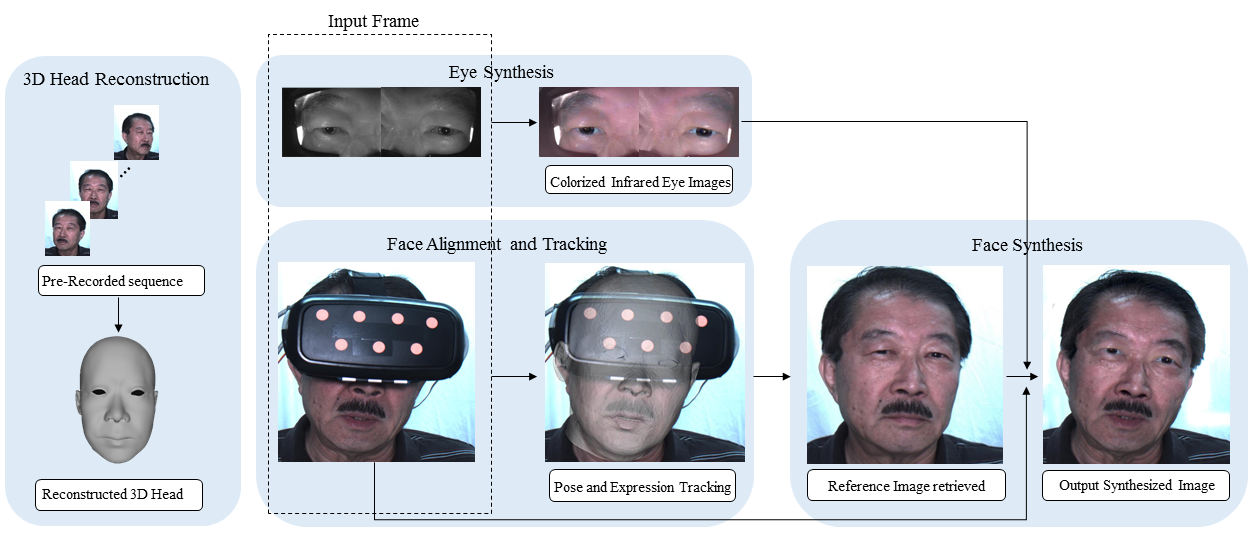 Input Frame
3D Head Reconstruction
Eye Synthesis
Colorized Infrared Eye Images
Face Alignment and Tracking
Face Synthesis
Pre-Recorded sequence
Reconstructed 3D Head
Pose and Expression Tracking
Reference Image retrieved
Output Synthesized Image